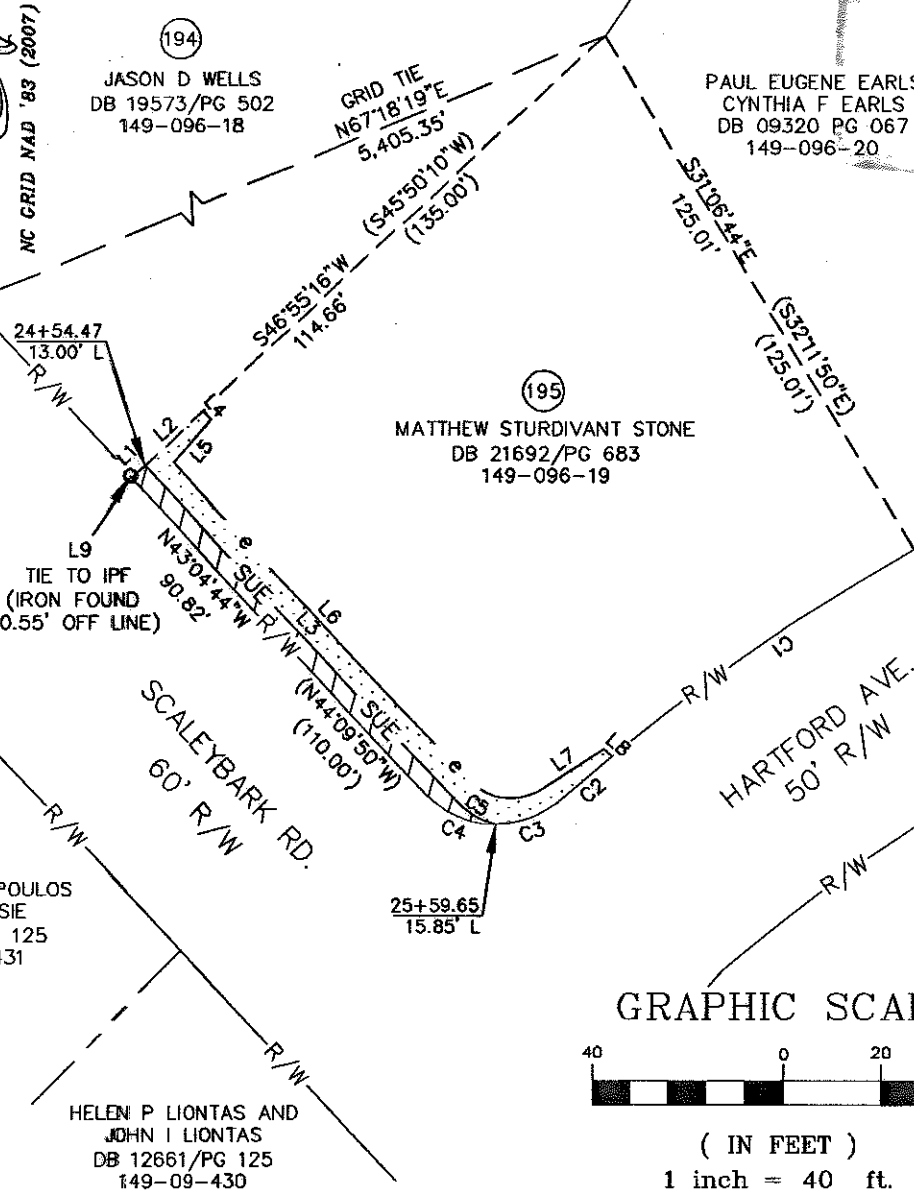 NC GRID NAD '83 (2007)
194
JASON D WELLS
DB 19573/PG 502
149-096-18
GRID TIE
N67°18'19"E
5,405.35'
PAUL EUGENE EARLS
CYNTHIA F EARLS
DB 09320 PG 067
149-096-20
(S45°50'10"W)
(135.00')
S46°55'16"W
114.66'
S31°06'44"E
125.01'
(S32°11'50"E)
(125.01')
24+54.47
13.00' L
R/W
195
MATTHEW STURDIVANT STONE
DB 21692/PG 683
149-096-19
L1
L2
L4
L5
L9
TIE TO IPF
(IRON FOUND
0.55' OFF LINE)
N43°04'44"W
90.82'
e
SUE
L3
L6
R/W
(N44°09'50"W)
(110.00')
SUE
e
C5
C4
C3
C2
L7
L8
R/W
C1
HARTFORD AVE.
50' R/W
SCALEYBARK RD.
60' R/W
R/W
R/W
25+59.65
15.85' L
POULOS
SIE
125
431
R/W
HELEN P LIONTAS AND
JOHN I LIONTAS
DB 12661/PG 125
149-09-430
GRAPHIC SCAL
40
0
20
( IN FEET )
1 inch = 40 ft.